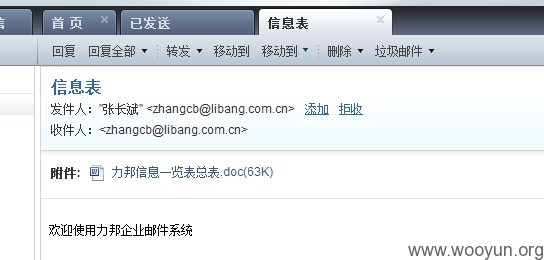 信 首 页 × 已发送 信息表 ×
回复 回复全部 转发 移动到 移动到 删除 垃圾邮件
信息表
发件人："张长斌" <zhangcb@libang.com.cn> 添加 拒收
收件人：<zhangcb@libang.com.cn>
附件: 力邦信息一览表总表.doc(63K)
欢迎使用力邦企业邮件系统
www.wooyun.org